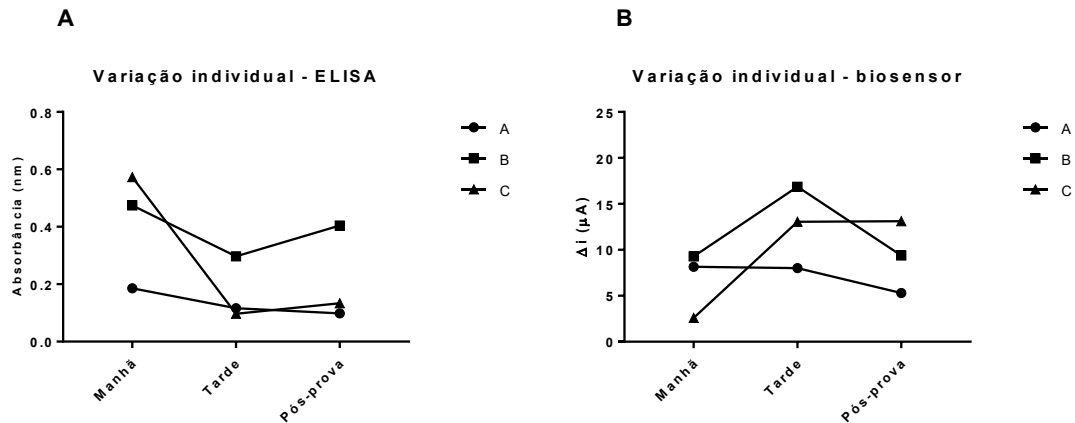 A
Variação individual - ELISA
Absorbância (nm)
0.8
0.6
0.4
0.2
0.0
Manhã
Tarde
Pós-prova
A
B
C
B
Variação individual - biosensor
Δi (μA)
25
20
15
10
5
0
Manhã
Tarde
Pós-prova
A
B
C